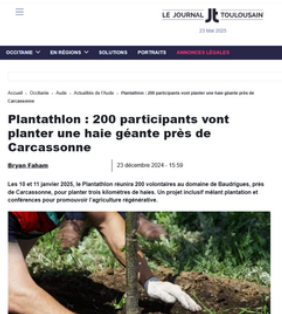 LE JOURNAL Jt TOULOUSAIN
23 Mai 2025
OCCITANIE EN RÉGIONS SOLUTIONS PORTRAITS ANNONCES LÉGALES
Accueil › Occitanie › Aude › Actualités de l'Aude › Plantathlon : 200 participants vont planter une haie géante près de
Carcassonne
Plantathlon : 200 participants vont
planter une haie géante près de
Carcassonne
Bryan Faham
23 décembre 2024 - 15:59
Les 10 et 11 janvier 2025, le Plantathlon réunira 200 volontaires au domaine de Baudrigues, près
de Carcassonne, pour planter trois kilomètres de haies. Un projet inclusif mêlant plantation et
conférences pour promouvoir l'agriculture régénérative.